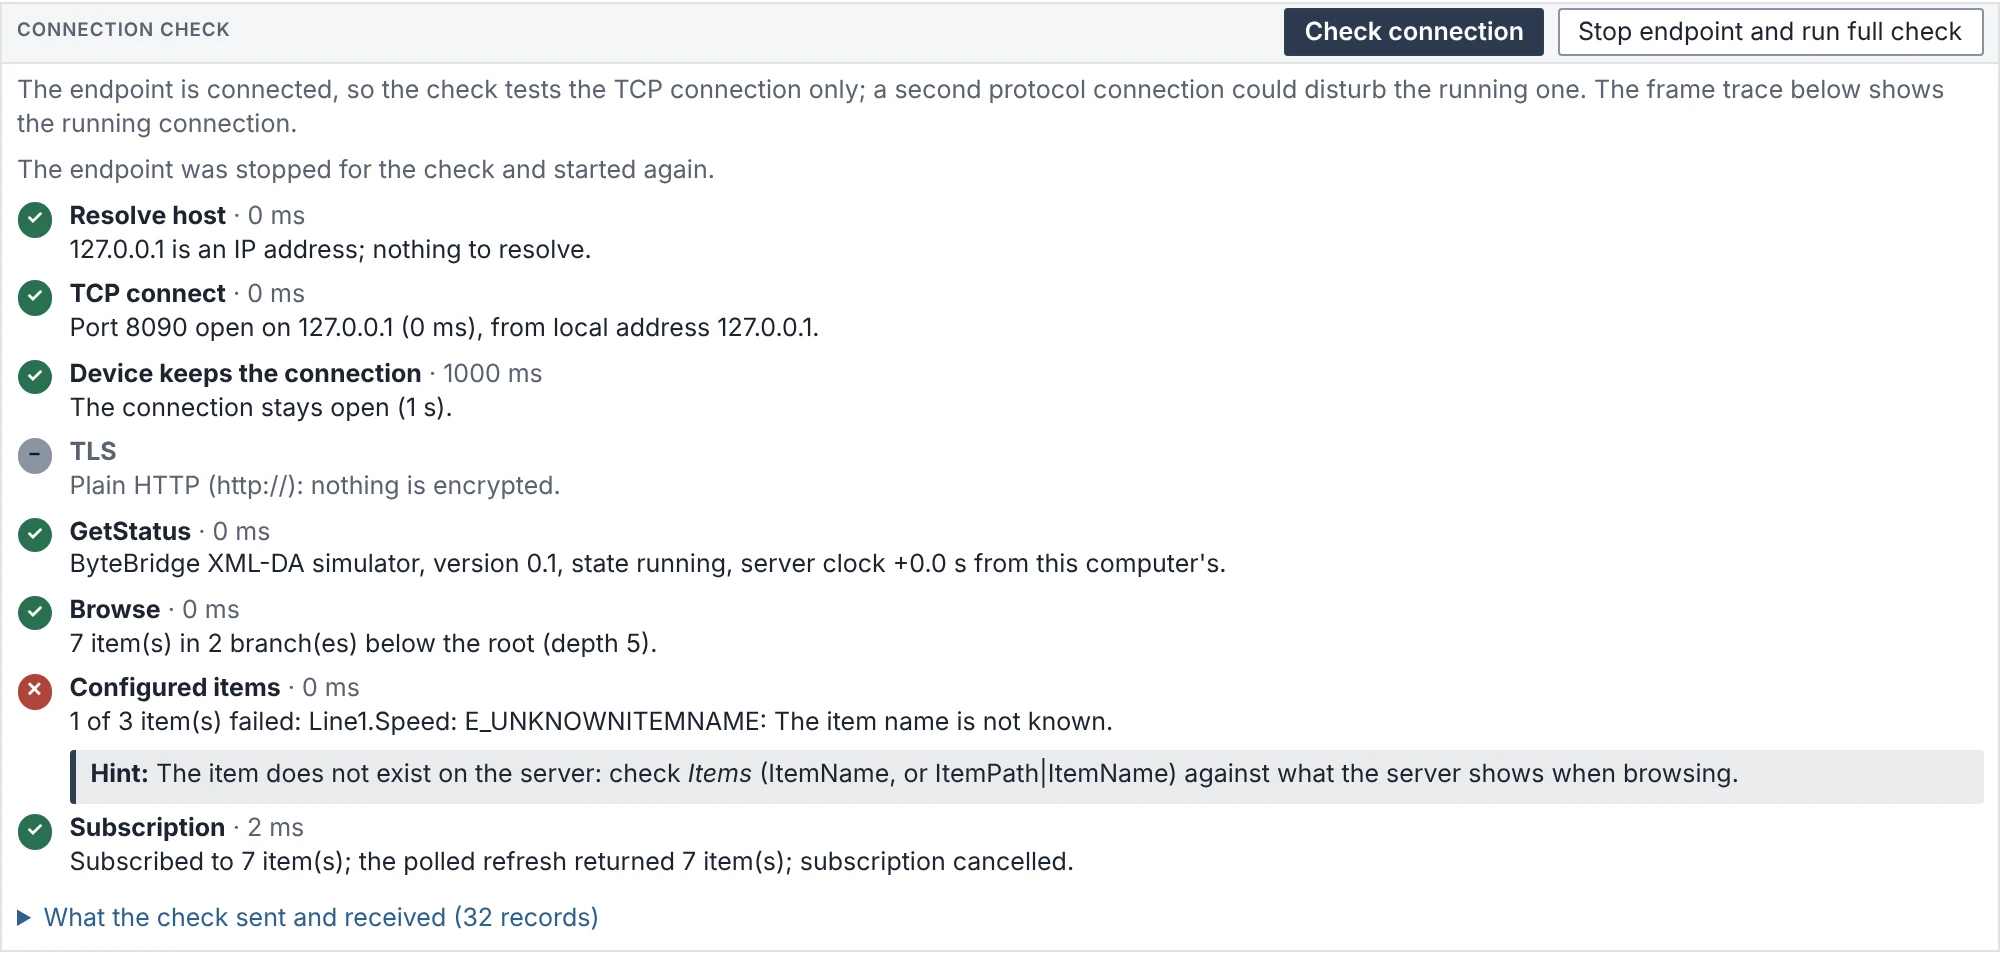 CONNECTION CHECK
Check connection
Stop endpoint and run full check
The endpoint is connected, so the check tests the TCP connection only; a second protocol connection could disturb the running one. The frame trace below shows
the running connection.
The endpoint was stopped for the check and started again.
Resolve host · 0 ms
127.0.0.1 is an IP address; nothing to resolve.
TCP connect · 0 ms
Port 8090 open on 127.0.0.1 (0 ms), from local address 127.0.0.1.
Device keeps the connection · 1000 ms
The connection stays open (1 s).
TLS
Plain HTTP (http://): nothing is encrypted.
GetStatus · 0 ms
ByteBridge XML-DA simulator, version 0.1, state running, server clock +0.0 s from this computer's.
Browse · 0 ms
7 item(s) in 2 branch(es) below the root (depth 5).
Configured items · 0 ms
1 of 3 item(s) failed: Line1.Speed: E_UNKNOWNITEMNAME: The item name is not known.
Hint: The item does not exist on the server: check Items (ItemName, or ItemPath|ItemName) against what the server shows when browsing.
Subscription · 2 ms
Subscribed to 7 item(s); the polled refresh returned 7 item(s); subscription cancelled.
What the check sent and received (32 records)